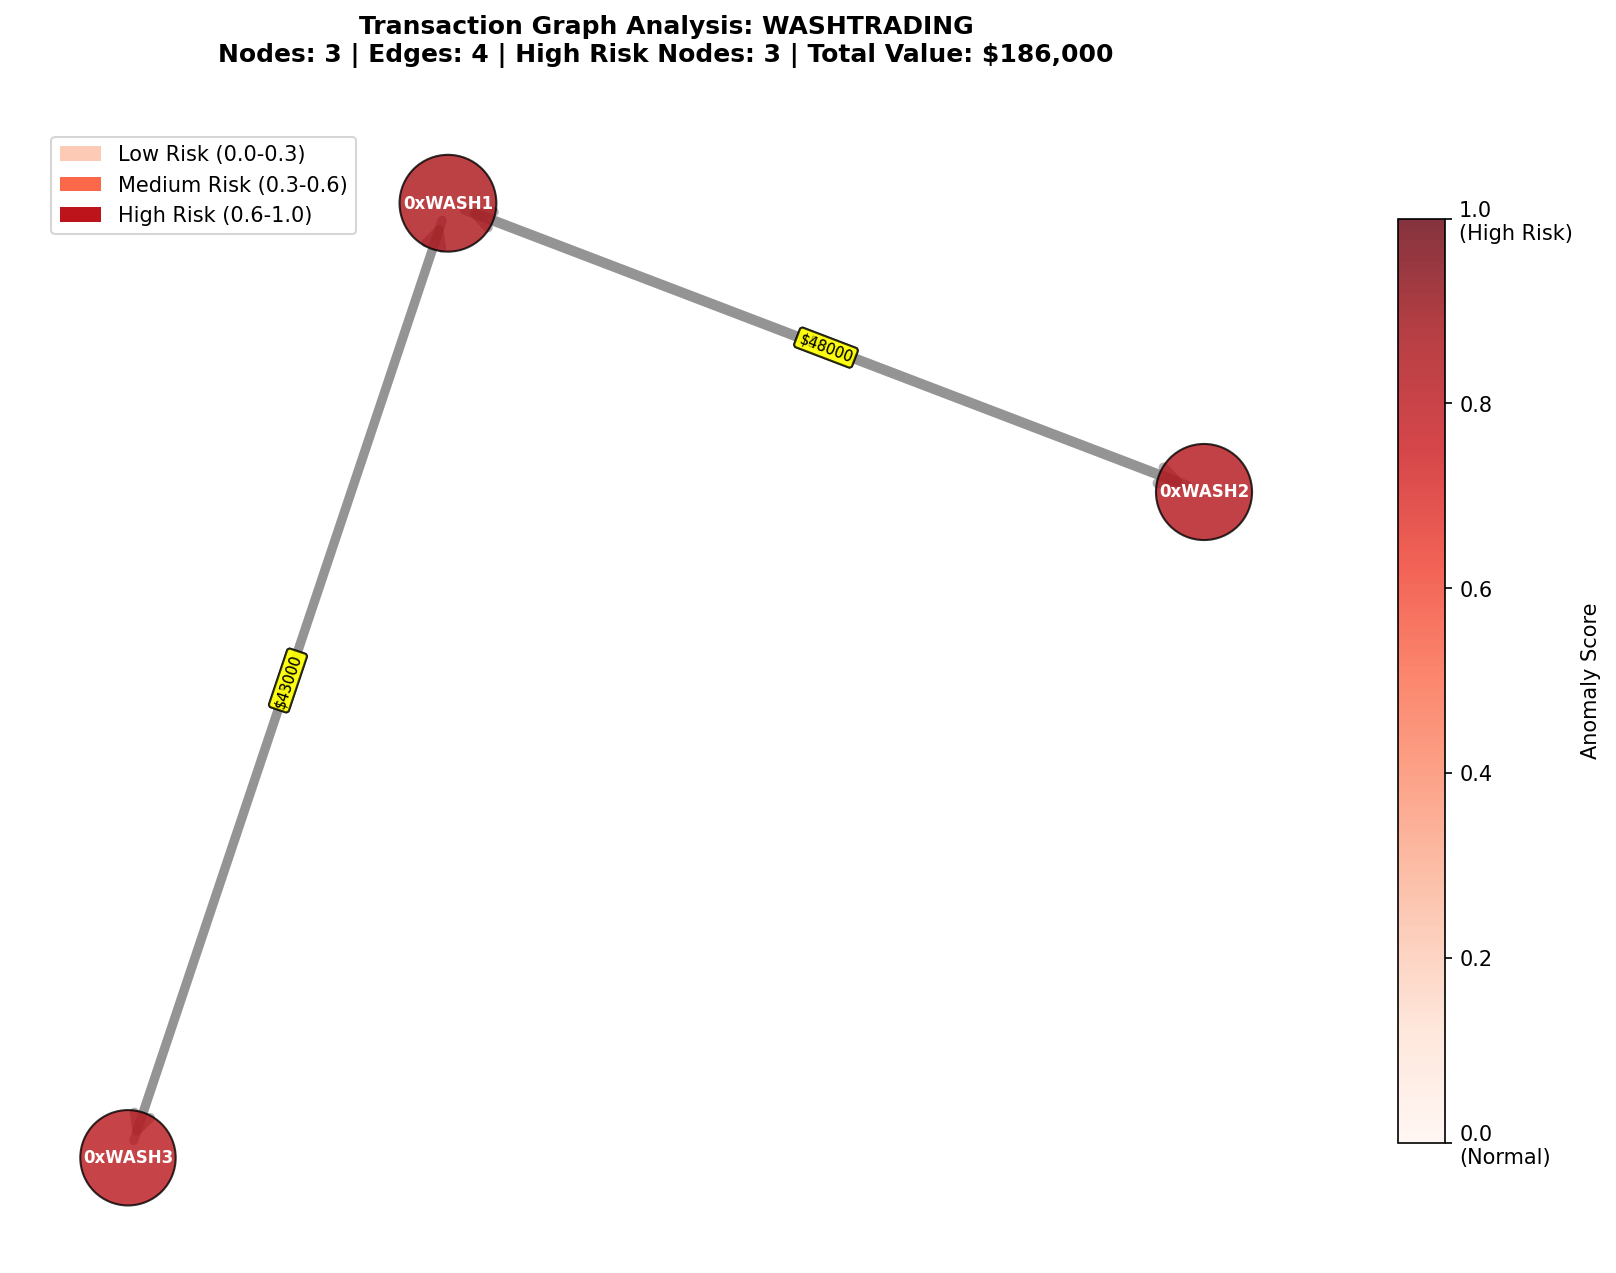 Transaction Graph Analysis: WASHTRADING
Nodes: 3 | Edges: 4 | High Risk Nodes: 3 | Total Value: $186,000
Low Risk (0.0-0.3)
Medium Risk (0.3-0.6)
High Risk (0.6-1.0)
0xWASH1
$48000
0xWASH2
$43000
0xWASH3
1.0
(High Risk)
0.8
0.6
0.4
0.2
0.0
(Normal)
Anomaly Score